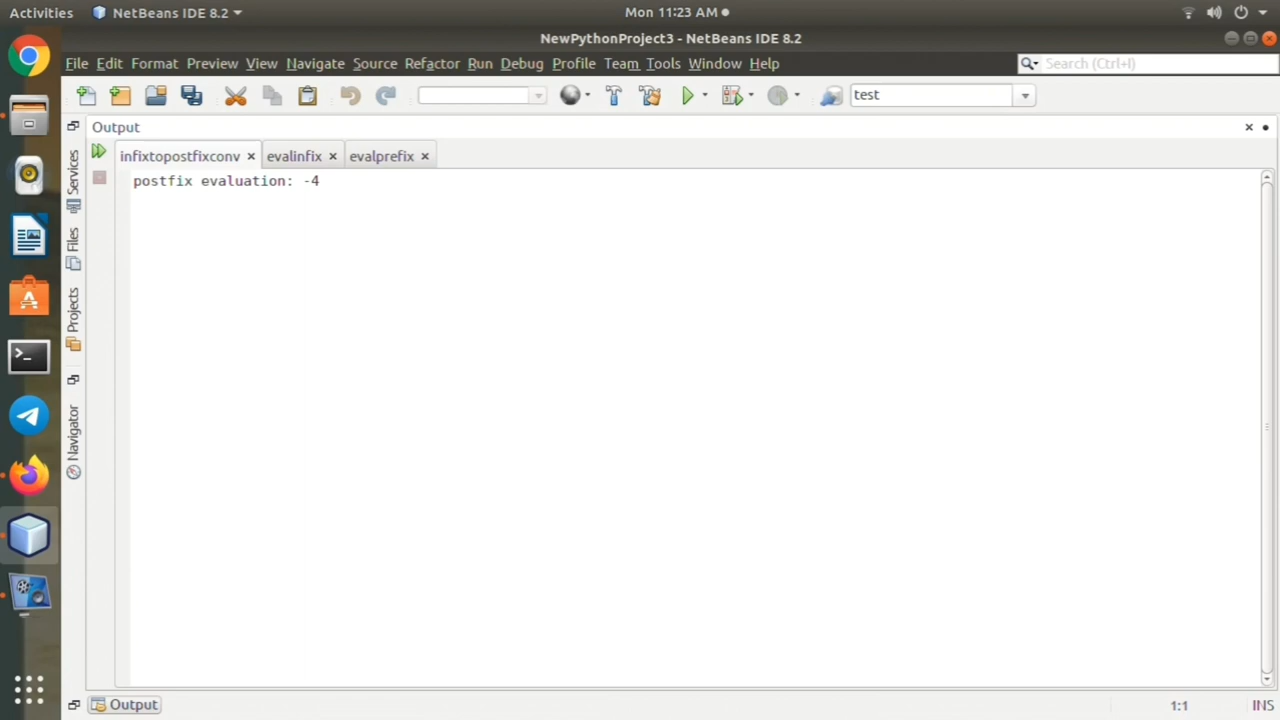 Activities NetBeans IDE 8.2 Mon 11:23 AM
NewPythonProject3 - NetBeans IDE 8.2
File Edit Format Preview View Navigate Source Refactor Run Debug Profile Team Tools Window Help Search (Ctrl+I)
test
Output
infixtopostfixconv evalinfix evalprefix
postfix evaluation: -4
Services
Files
Projects
Navigator
Output 1:1 INS